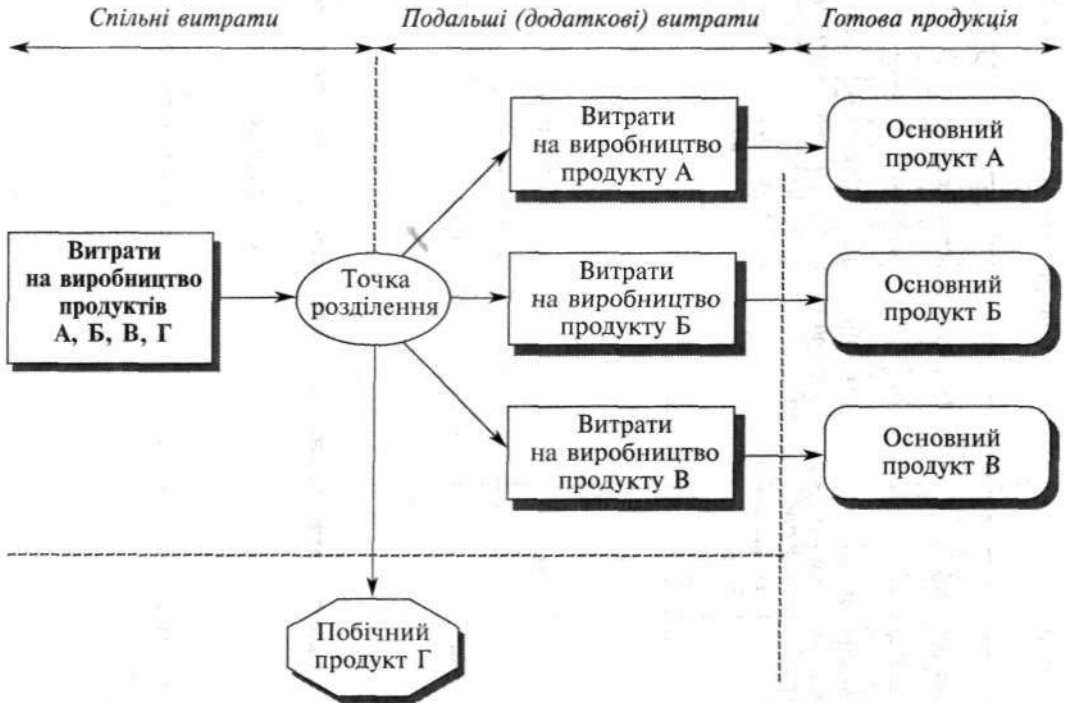 Спільні витрати
Подальші (додаткові) витрати
Готова продукція
Витрати
на виробництво
продукту А
Основний
продукт А
Витрати
на виробництво
продуктів
А, Б, В, Г
Точка
розділення
Витрати
на виробництво
продукту Б
Основний
продукт Б
Витрати
на виробництво
продукту В
Основний
продукт В
Побічний
продукт Г